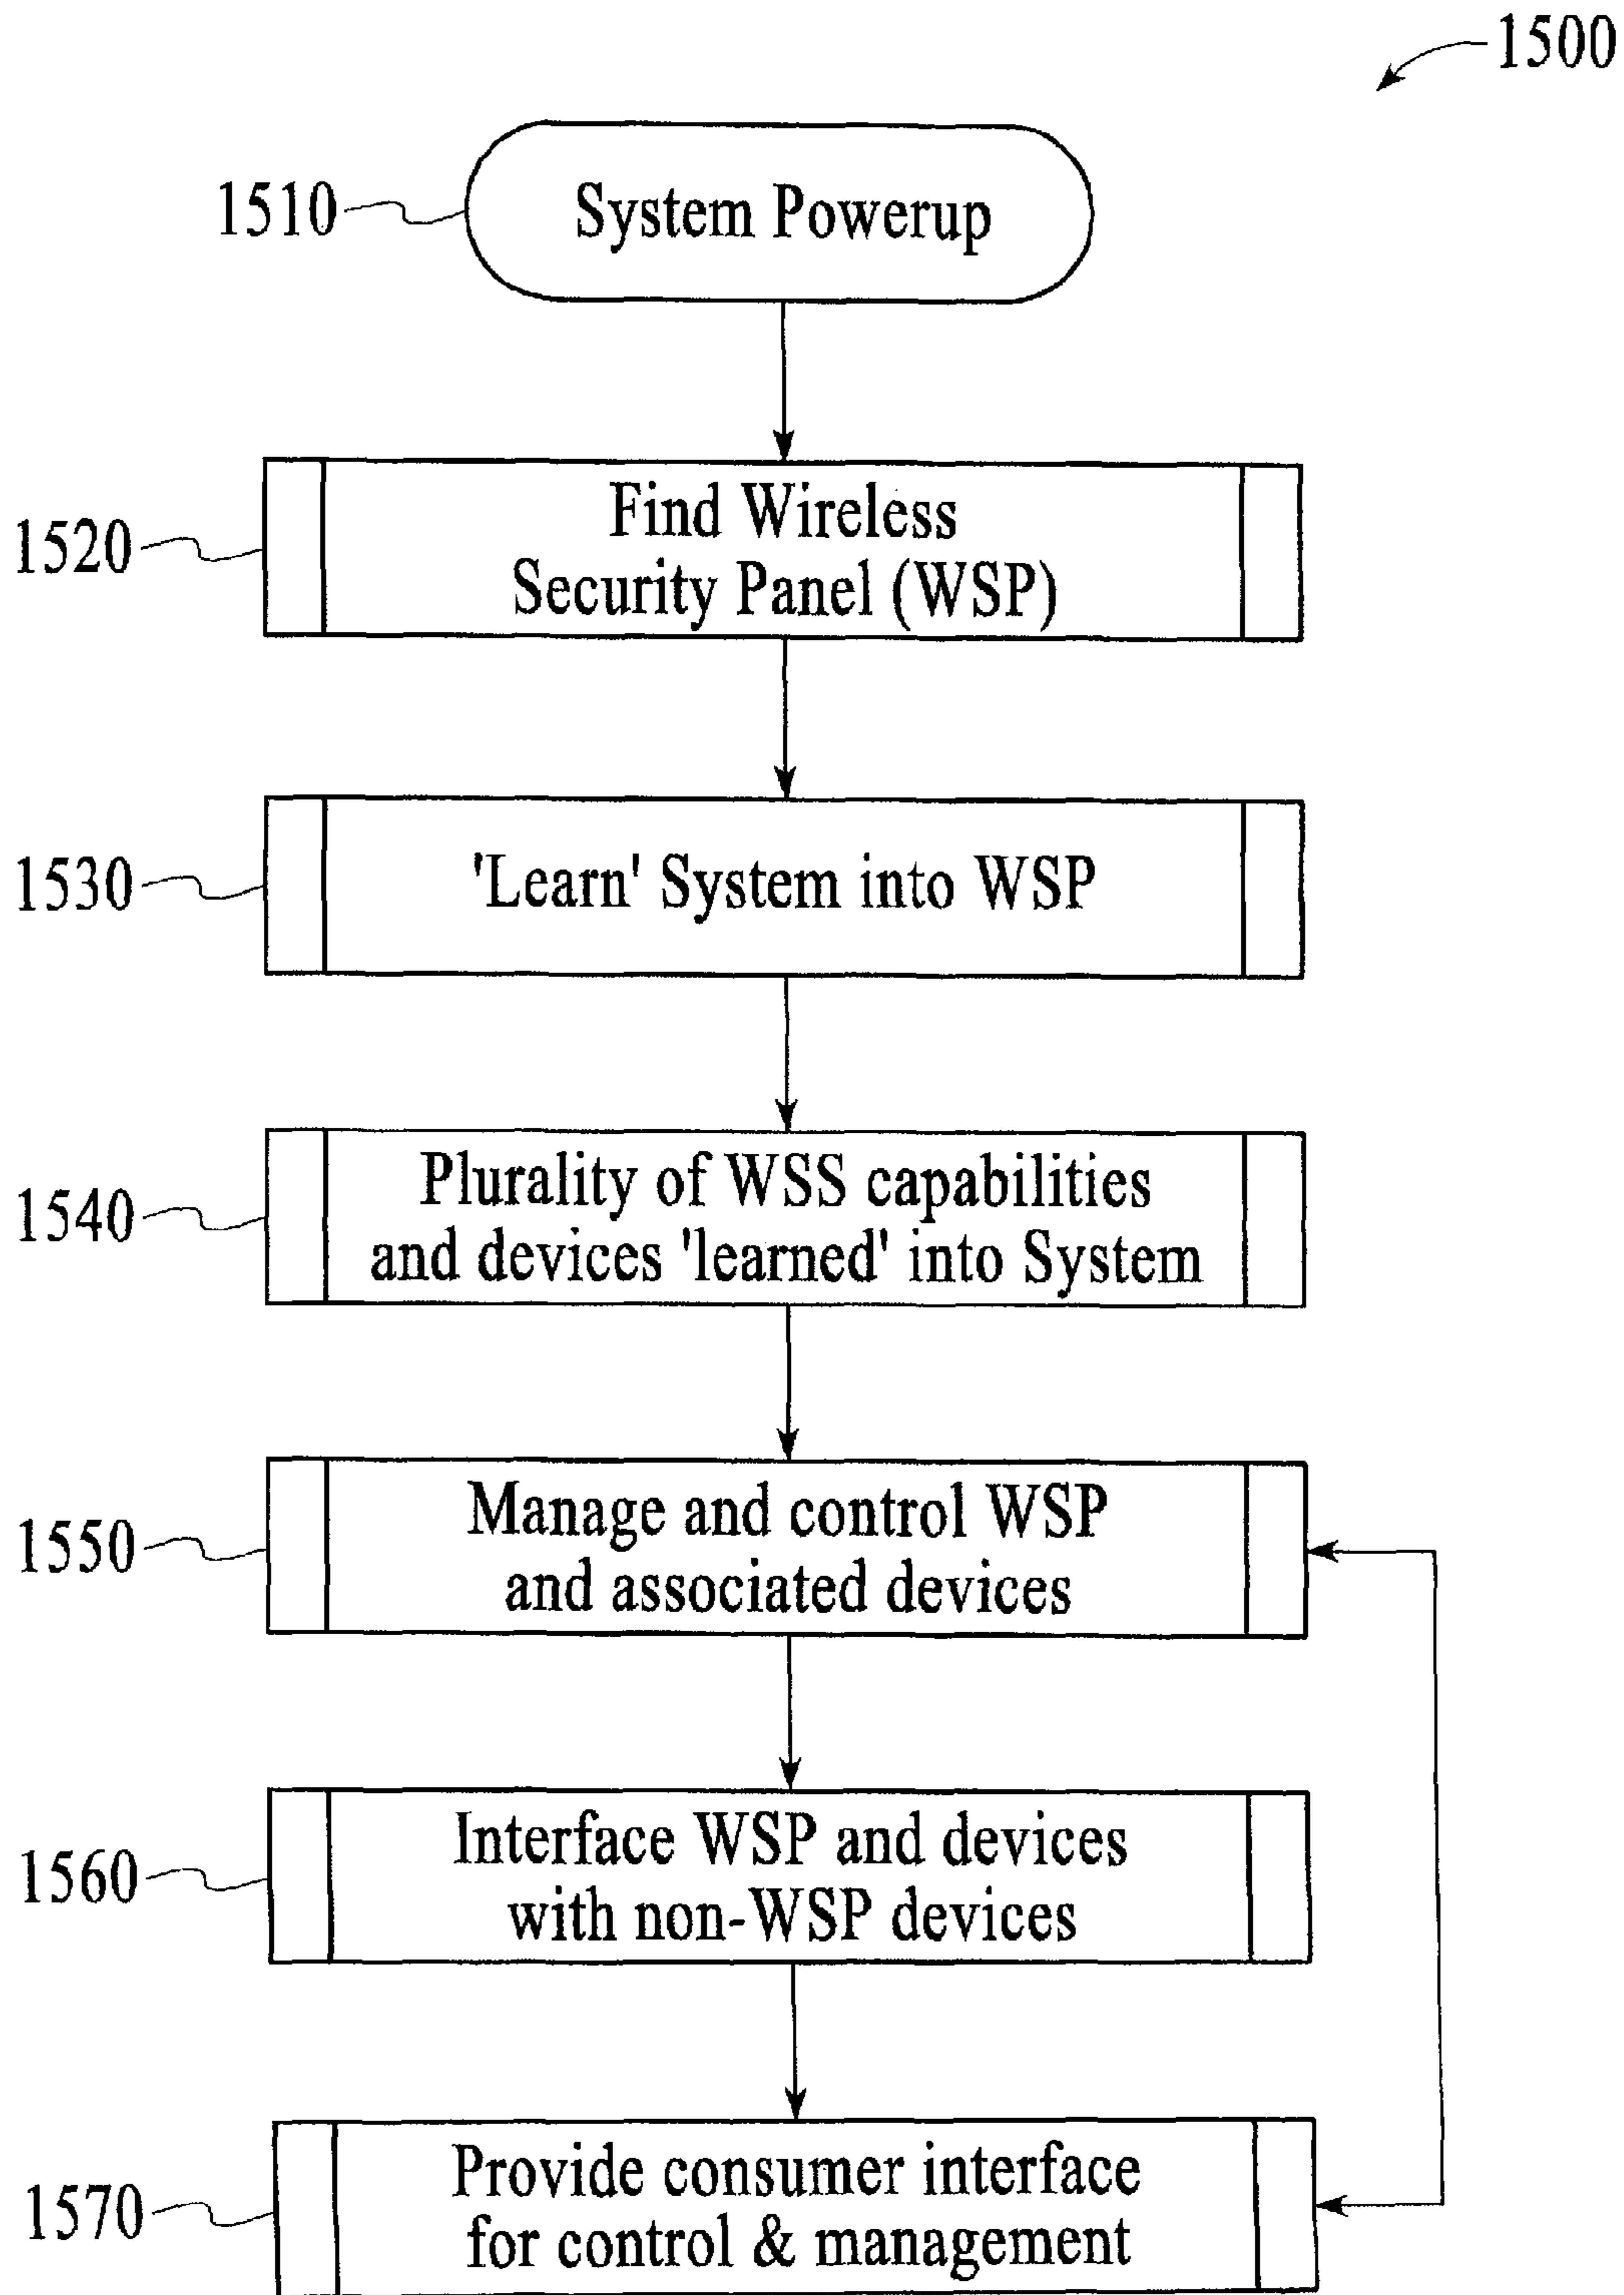 1500
1510
System Powerup
1520
Find Wireless
Security Panel (WSP)
1530
'Learn' System into WSP
1540
Plurality of WSS capabilities
and devices 'learned' into System
1550
Manage and control WSP
and associated devices
1560
Interface WSP and devices
with non-WSP devices
1570
Provide consumer interface
for control & management